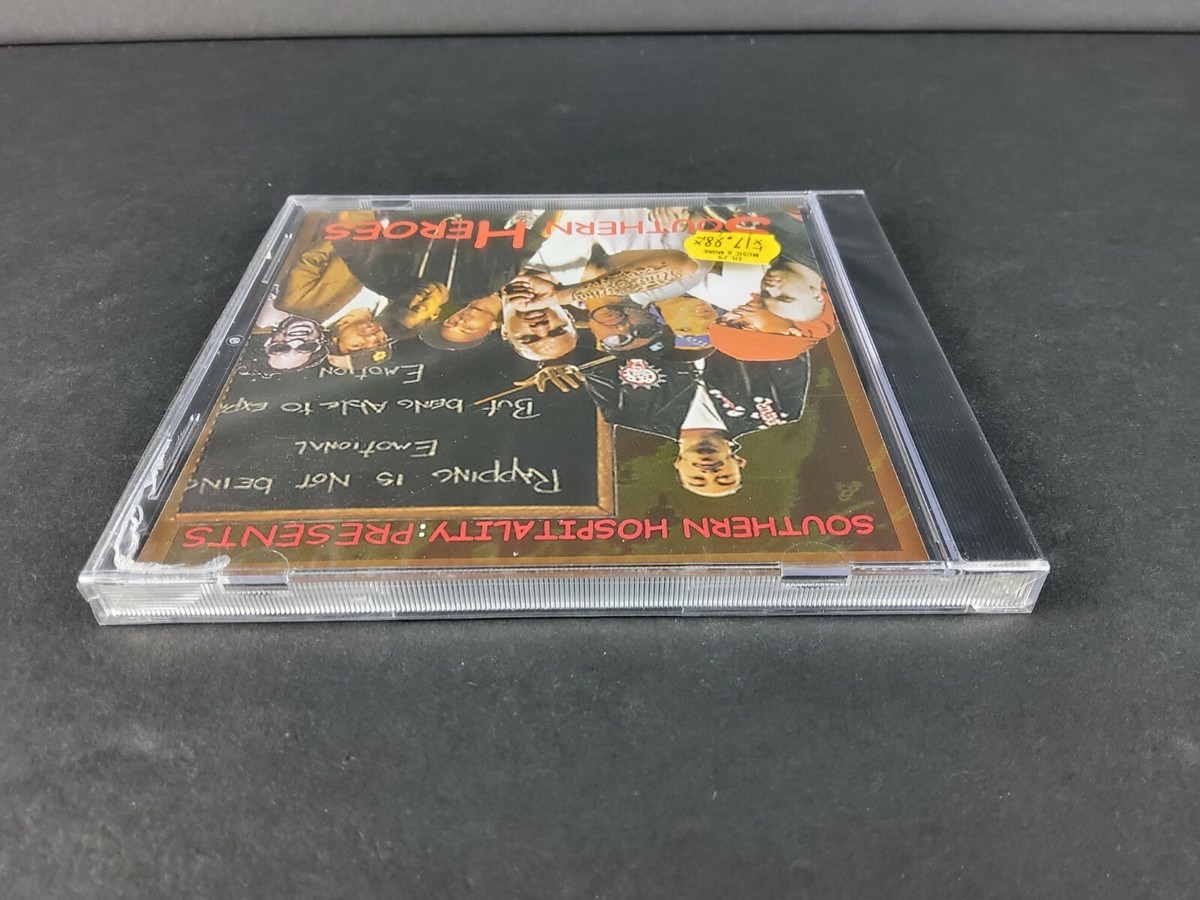 SOUTHERN HOSPITALITY: PRESENTS
RAPPING IS NOT BEING
EMOTIONAL
BUT BEING ABLE TO EXP
EMOTION
LIL J'S
MUSIC & MORE
17.98
SOUTHERN HEROES